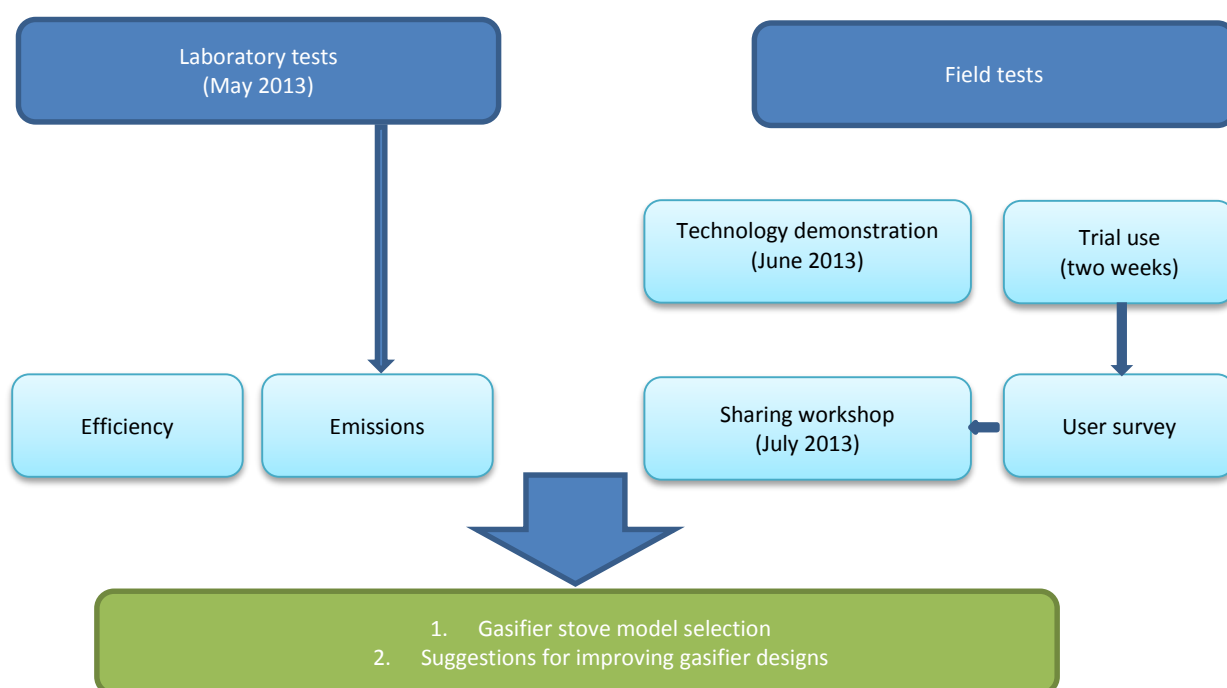 Laboratory tests
(May 2013)
Field tests
Technology demonstration
(June 2013)
Trial use
(two weeks)
Efficiency
Emissions
Sharing workshop
(July 2013)
User survey
1. Gasifier stove model selection
2. Suggestions for improving gasifier designs